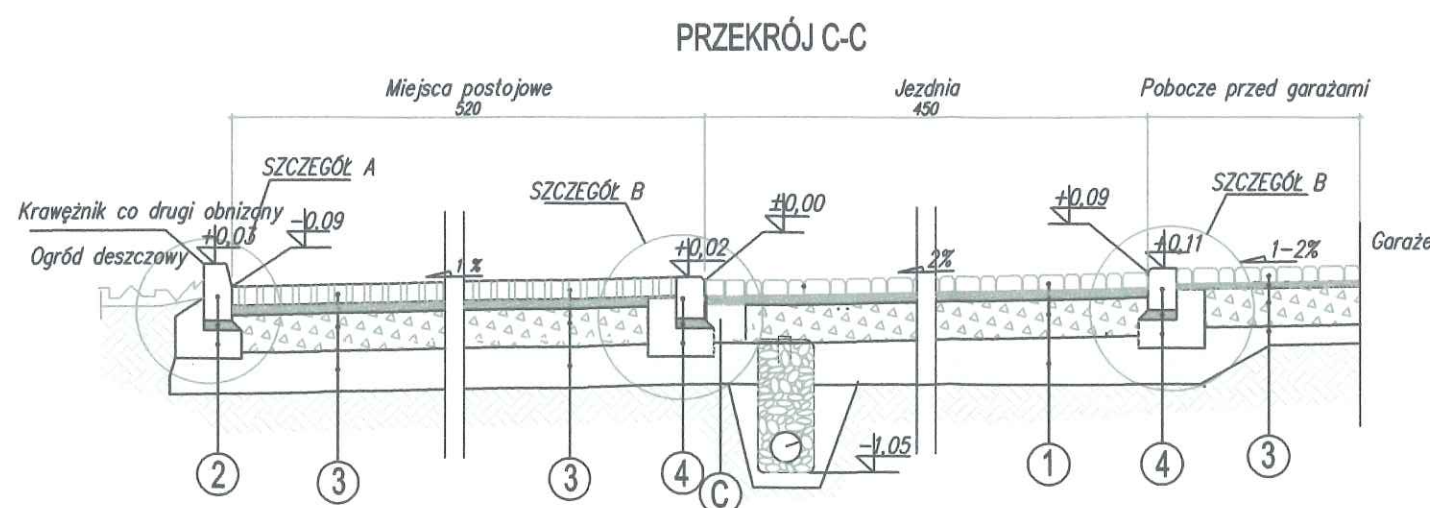 PRZEKRÓJ C-C
Miejsca postojowe
520
Jezdnia
450
Pobocze przed garażami
SZCZEGÓŁ A
SZCZEGÓŁ B
SZCZEGÓŁ B
Krawężnik co drugi obniżony
Ogród deszczowy
+0,03
-0,09
+0,02
±0,00
+0,09
+0,11
1-2%
Garaże
1%
2%
-1,05
2
3
3
4
C
1
4
3